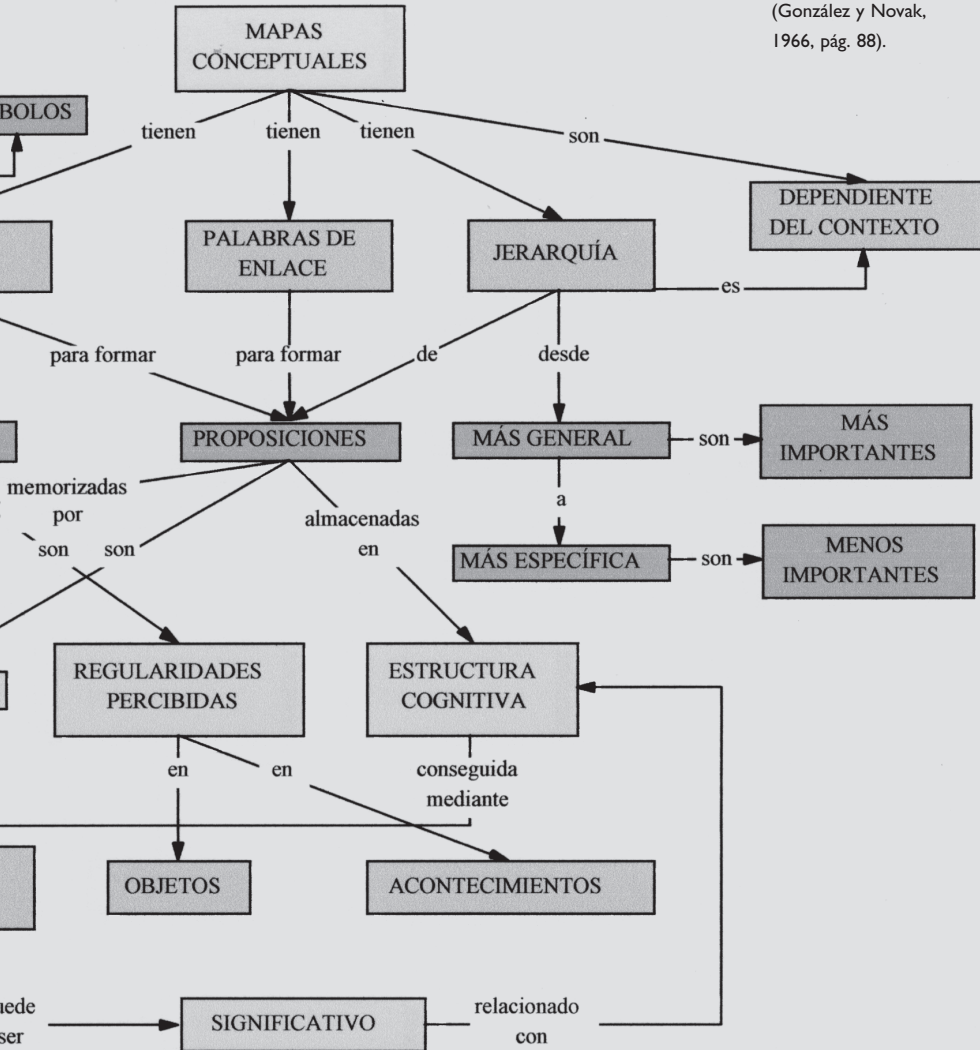 (González y Novak,
1966, pág. 88).
MAPAS
CONCEPTUALES
BOLOS
tienen
tienen
tienen
son
DEPENDIENTE
DEL CONTEXTO
PALABRAS DE
ENLACE
JERARQUÍA
es
para formar
para formar
de
desde
PROPOSICIONES
MÁS GENERAL
son
MÁS
IMPORTANTES
memorizadas
por
son
son
almacenadas
en
a
MÁS ESPECÍFICA
son
MENOS
IMPORTANTES
REGULARIDADES
PERCIBIDAS
ESTRUCTURA
COGNITIVA
en
en
conseguida
mediante
OBJETOS
ACONTECIMIENTOS
uede
ser
SIGNIFICATIVO
relacionado
con